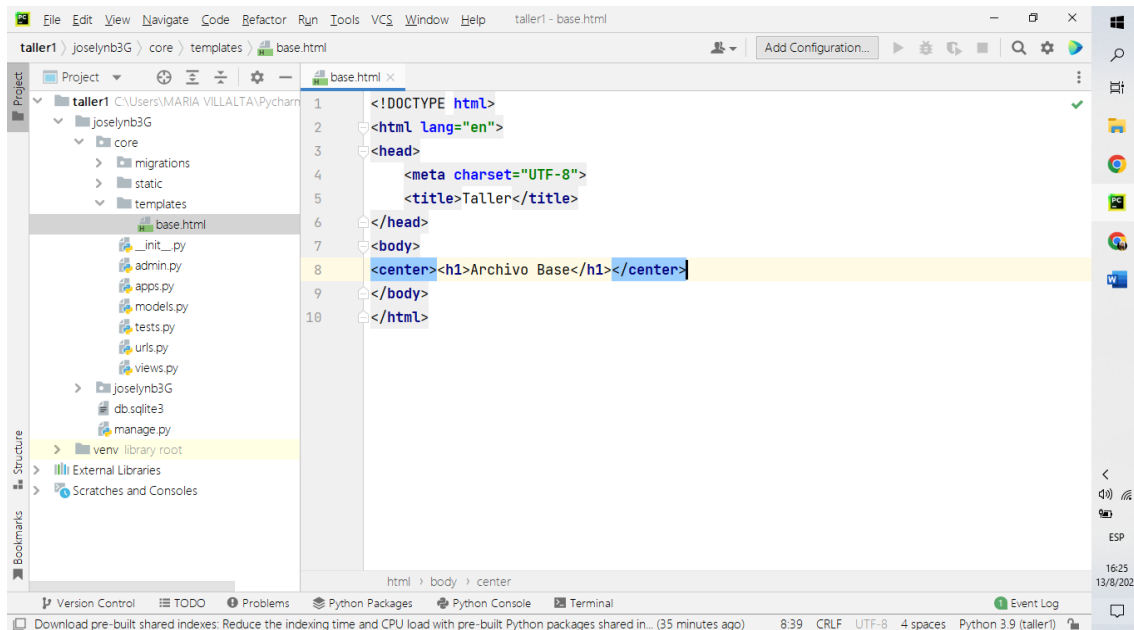 PC File Edit View Navigate Code Refactor Run Tools VCS Window Help taller1 - base.html
taller1 joselynb3G core templates base.html Add Configuration...
Project base.html
Project
taller1 C:\Users\MARIA VILLALTA\Pycharm
joselynb3G
core
migrations
static
templates
base.html
__init__.py
admin.py
apps.py
models.py
tests.py
urls.py
views.py
joselynb3G
db.sqlite3
manage.py
venv library root
External Libraries
Scratches and Consoles
Structure
Bookmarks
1 <!DOCTYPE html>
2 <html lang="en">
3 <head>
4 <meta charset="UTF-8">
5 <title>Taller</title>
6 </head>
7 <body>
8 <center><h1>Archivo Base</h1></center>
9 </body>
10 </html>
html › body › center
Version Control TODO Problems Python Packages Python Console Terminal 1 Event Log
Download pre-built shared indexes: Reduce the indexing time and CPU load with pre-built Python packages shared in... (35 minutes ago) 8:39 CRLF UTF-8 4 spaces Python 3.9 (taller1)
PC
W
ESP
16:25
13/8/202